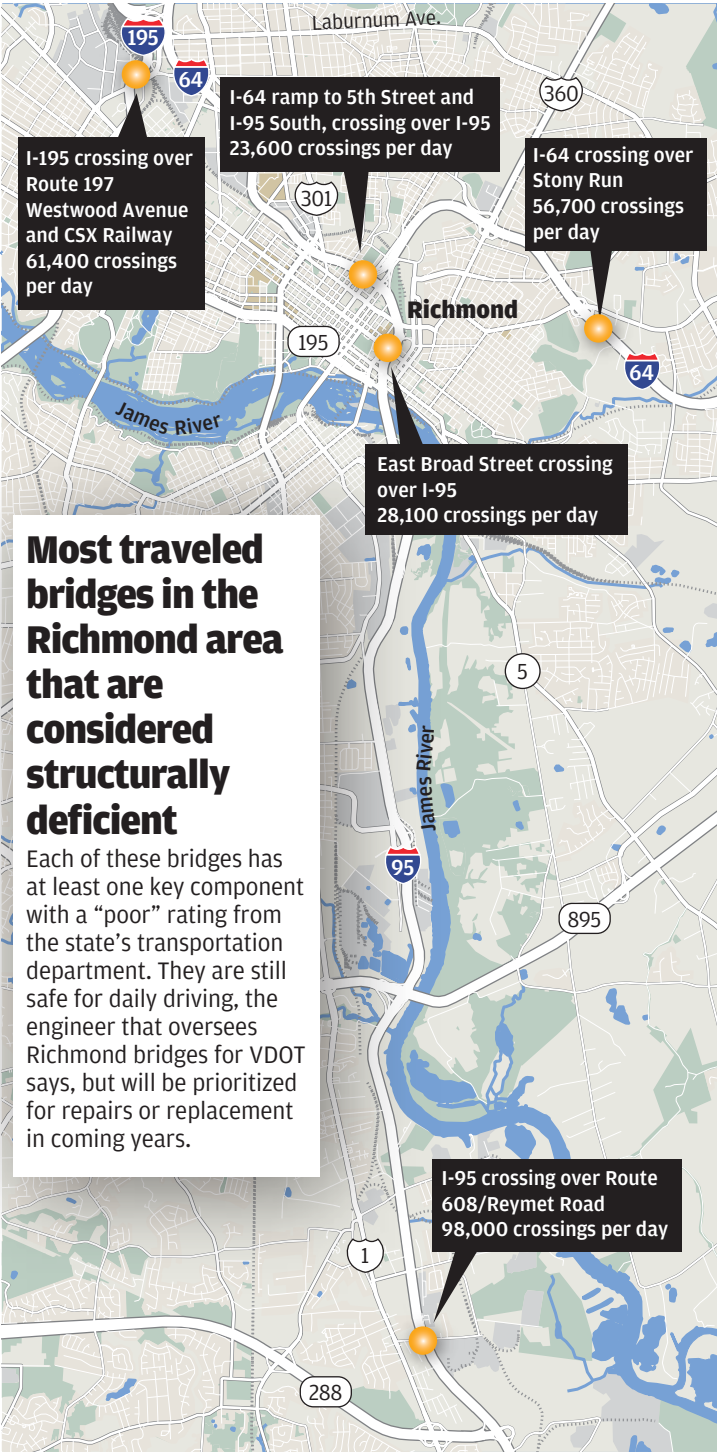 Laburnum Ave.
195
64
360
I-64 ramp to 5th Street and
I-95 South, crossing over I-95
23,600 crossings per day
I-195 crossing over
Route 197
Westwood Avenue
and CSX Railway
61,400 crossings
per day
I-64 crossing over
Stony Run
56,700 crossings
per day
301
Richmond
195
64
James River
East Broad Street crossing
over I-95
28,100 crossings per day
Most traveled
bridges in the
Richmond area
that are
considered
structurally
deficient
Each of these bridges has
at least one key component
with a “poor” rating from
the state’s transportation
department. They are still
safe for daily driving, the
engineer that oversees
Richmond bridges for VDOT
says, but will be prioritized
for repairs or replacement
in coming years.
5
James River
95
895
I-95 crossing over Route
608/Reymet Road
98,000 crossings per day
1
288